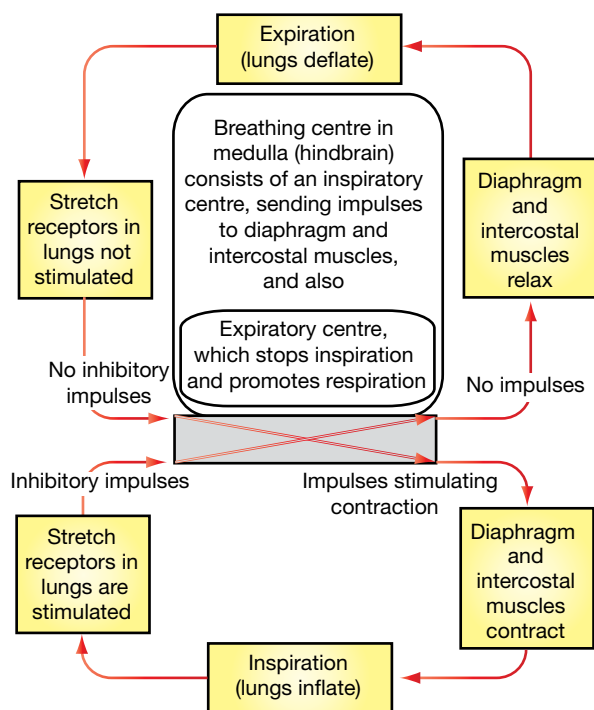 Expiration
(lungs deflate)
Breathing centre in
medulla (hindbrain)
consists of an inspiratory
centre, sending impulses
to diaphragm and
intercostal muscles,
and also
Expiratory centre,
which stops inspiration
and promotes respiration
Stretch
receptors in
lungs not
stimulated
Diaphragm
and
intercostal
muscles
relax
No inhibitory
impulses
No impulses
Inhibitory impulses
Impulses stimulating
contraction
Stretch
receptors in
lungs are
stimulated
Diaphragm
and
intercostal
muscles
contract
Inspiration
(lungs inflate)